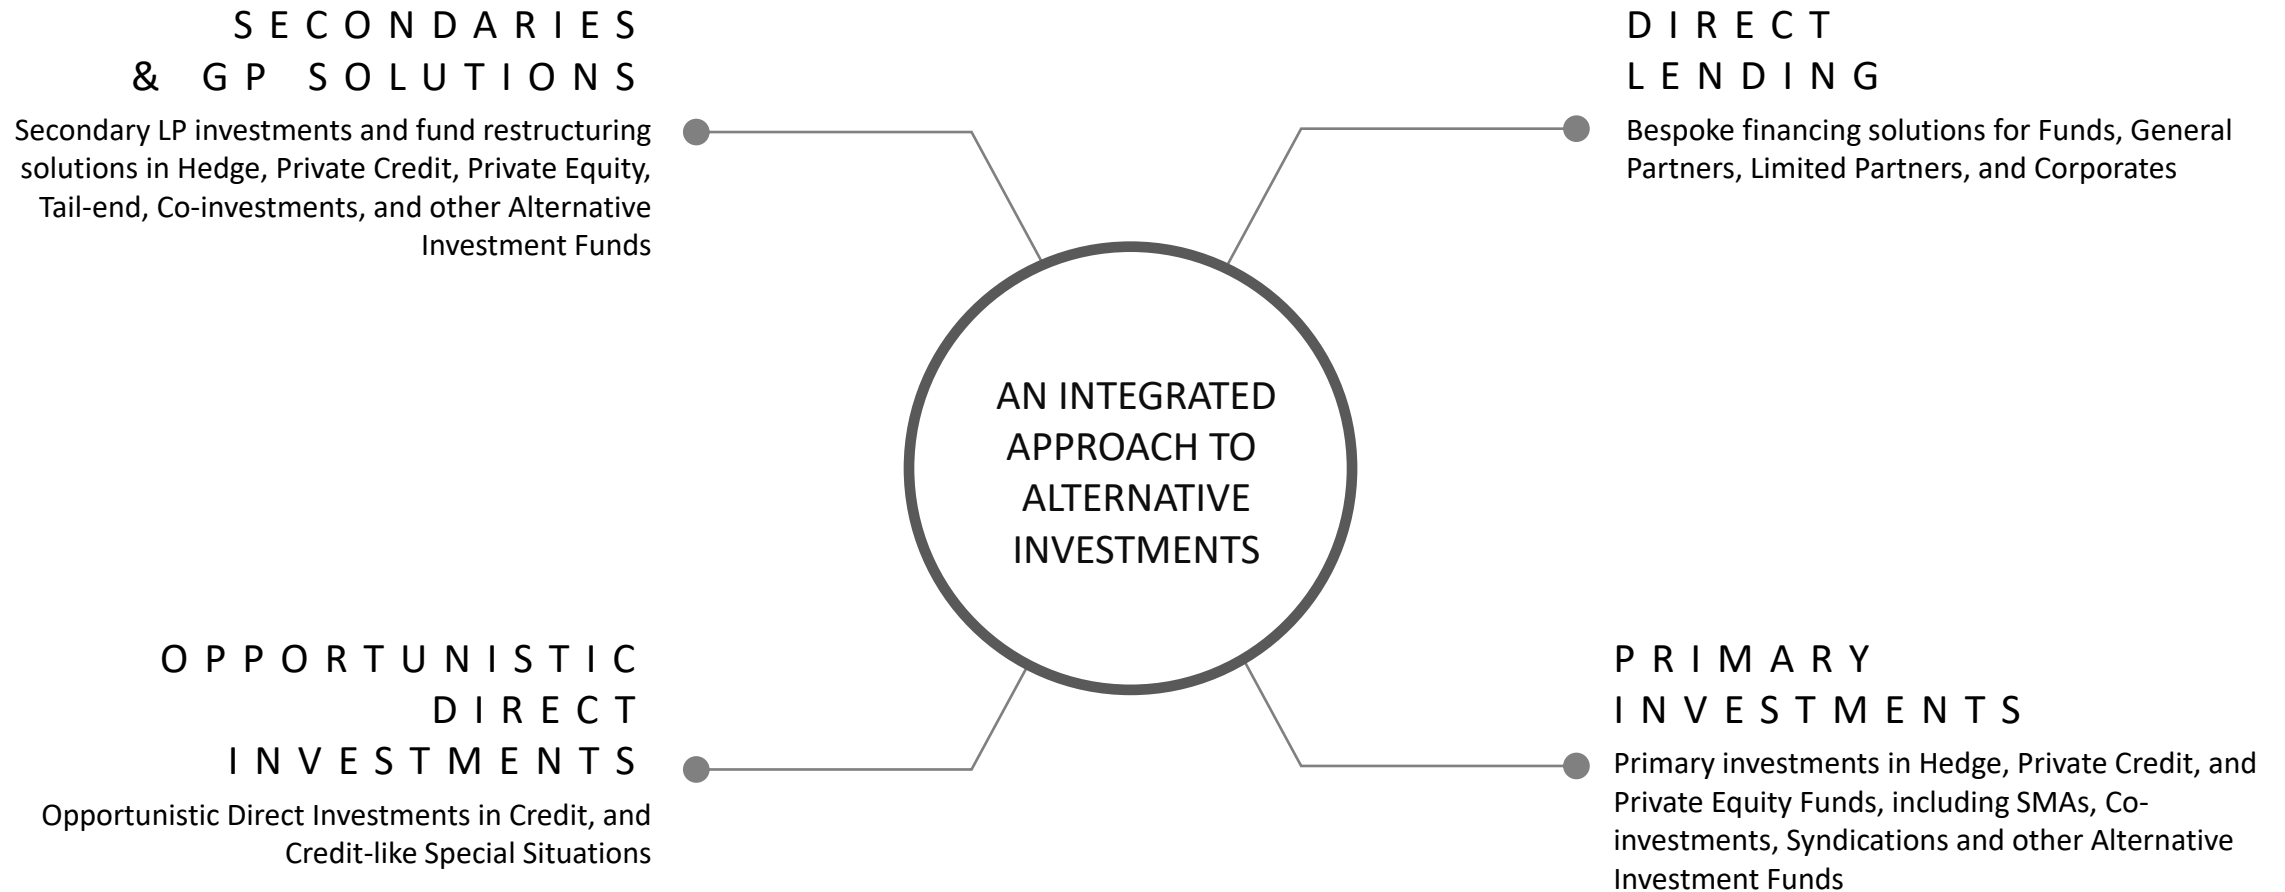 SECONDARIES
& GP SOLUTIONS
Secondary LP investments and fund restructuring
solutions in Hedge, Private Credit, Private Equity,
Tail-end, Co-investments, and other Alternative
Investment Funds
DIRECT
LENDING
Bespoke financing solutions for Funds, General
Partners, Limited Partners, and Corporates
AN INTEGRATED
APPROACH TO
ALTERNATIVE
INVESTMENTS
OPPORTUNISTIC
DIRECT
INVESTMENTS
Opportunistic Direct Investments in Credit, and
Credit-like Special Situations
PRIMARY
INVESTMENTS
Primary investments in Hedge, Private Credit, and
Private Equity Funds, including SMAs, Co-
investments, Syndications and other Alternative
Investment Funds